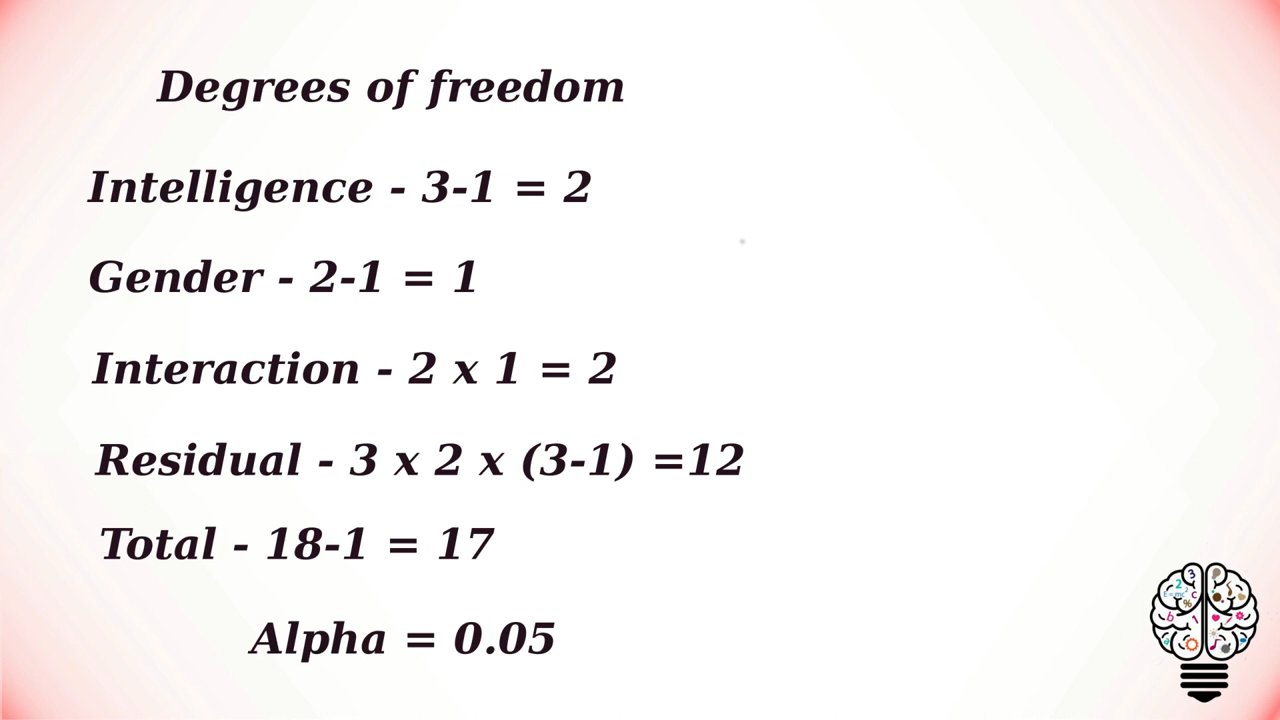 Degrees of freedom
Intelligence - 3-1 = 2
Gender - 2-1 = 1
Interaction - 2 x 1 = 2
Residual - 3 x 2 x (3-1) =12
Total - 18-1 = 17
Alpha = 0.05